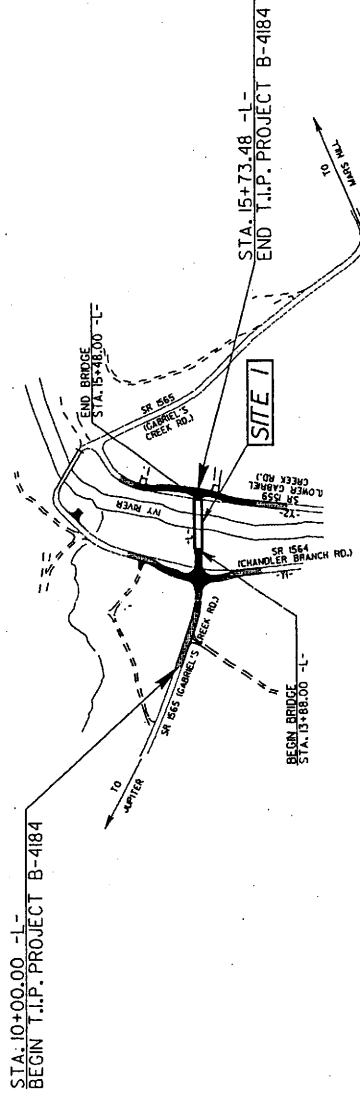 STA. 10+00.00 -L-
BEGIN T.I.P. PROJECT B-4184
STA. 15+73.48 -L-
END T.I.P. PROJECT B-4184
END BRIDGE
STA. 15+48.00 -L-
SITE 1
BEGIN BRIDGE
STA. 13+88.00 -L-
TO
JUPITER
SR 1565 (GABRIEL'S CREEK RD.)
SR 1565
(GABRIEL'S
CREEK RD.)
IVY RIVER
SR 1564
(CHANDLER BRANCH RD.)
-Y1-
SR 1559
(LOWER GABRIEL
CREEK RD.)
-Y2-
TO
MARS HILL